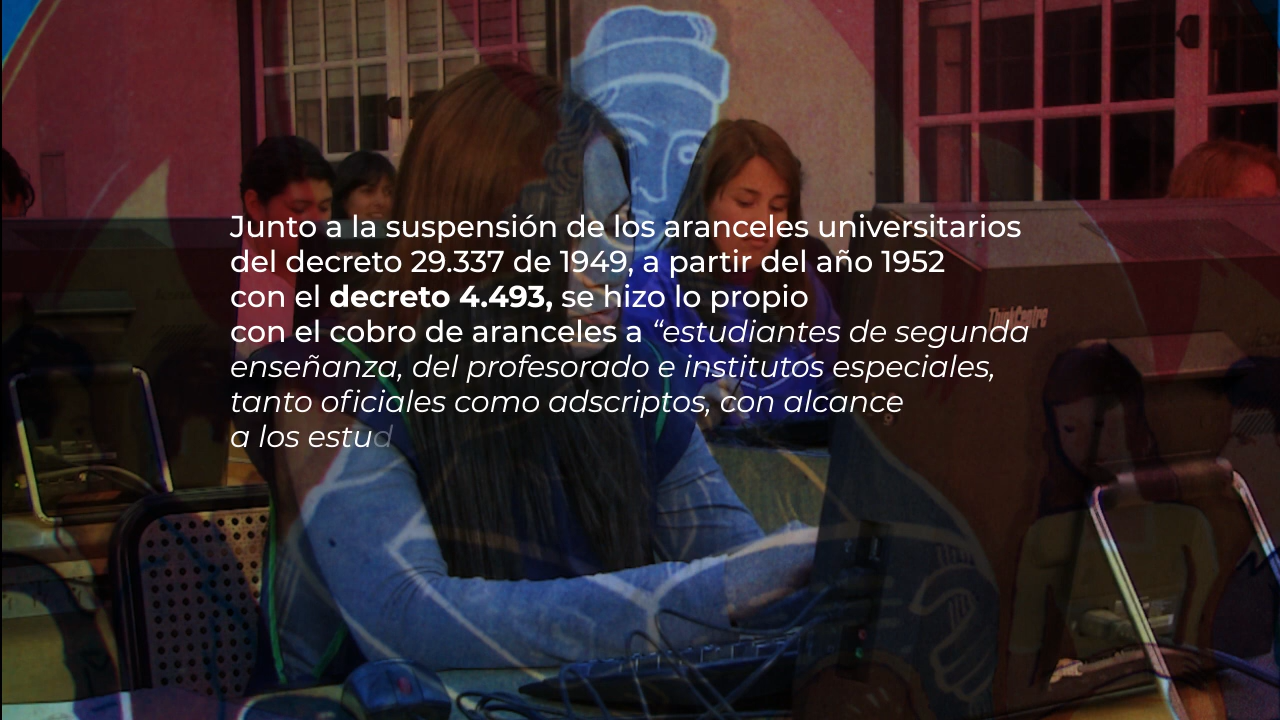 Junto a la suspensión de los aranceles universitarios
del decreto 29.337 de 1949, a partir del año 1952
con el decreto 4.493, se hizo lo propio
con el cobro de aranceles a “estudiantes de segunda
enseñanza, del profesorado e institutos especiales,
tanto oficiales como adscriptos, con alcance
a los estud
ThinkCentre